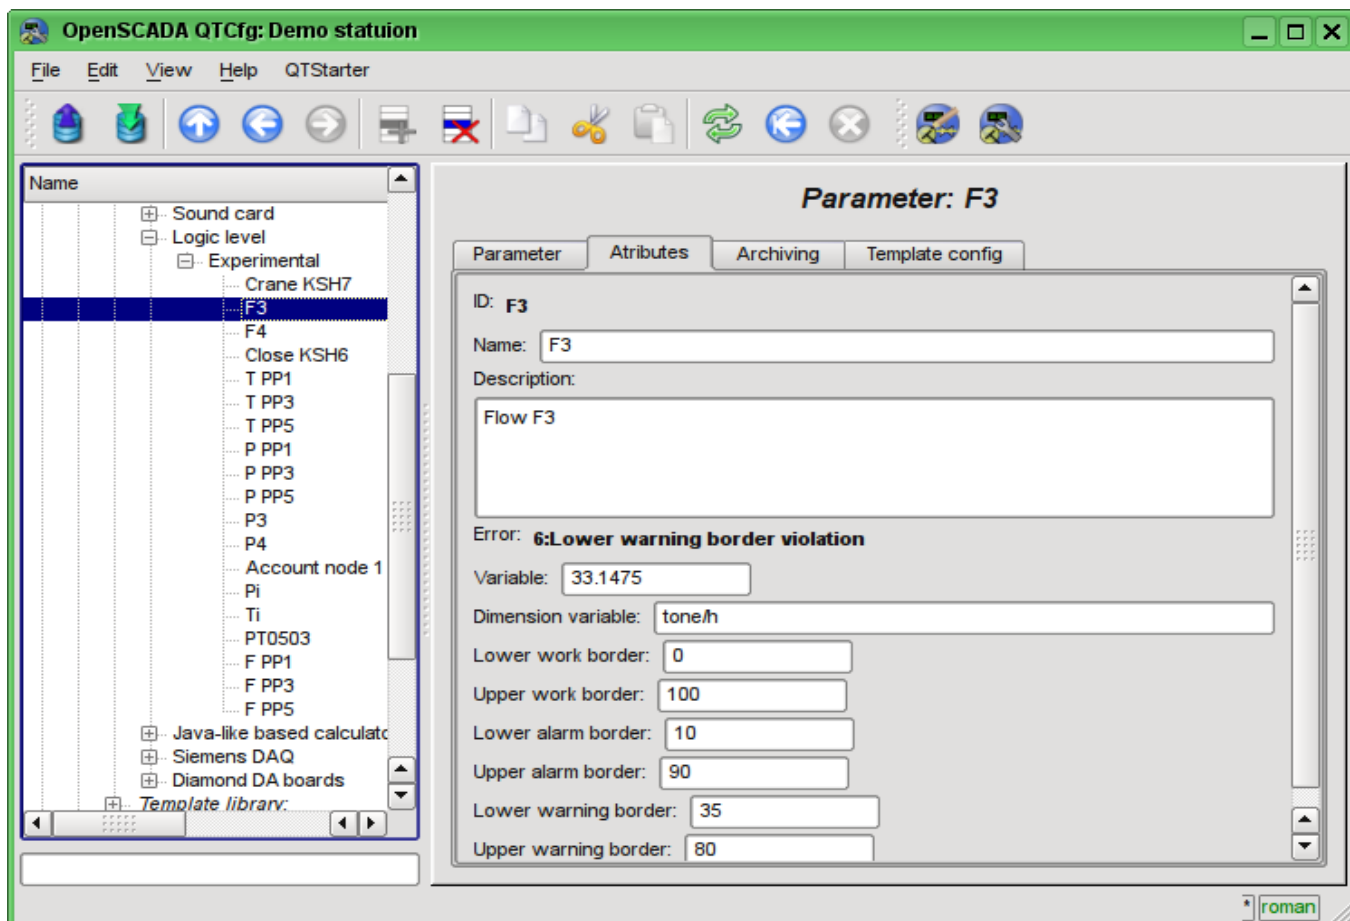 OpenSCADA QTCfg: Demo statuion
File Edit View Help QTStarter
Name
Sound card
Logic level
Experimental
Crane KSH7
F3
F4
Close KSH6
T PP1
T PP3
T PP5
P PP1
P PP3
P PP5
P3
P4
Account node 1
Pi
Ti
PT0503
F PP1
F PP3
F PP5
Java-like based calculato
Siemens DAQ
Diamond DA boards
Template library:
Parameter: F3
Parameter Atributes Archiving Template config
ID: F3
Name: F3
Description:
Flow F3
Error: 6:Lower warning border violation
Variable: 33.1475
Dimension variable: tone/h
Lower work border: 0
Upper work border: 100
Lower alarm border: 10
Upper alarm border: 90
Lower warning border: 35
Upper warning border: 80
* roman